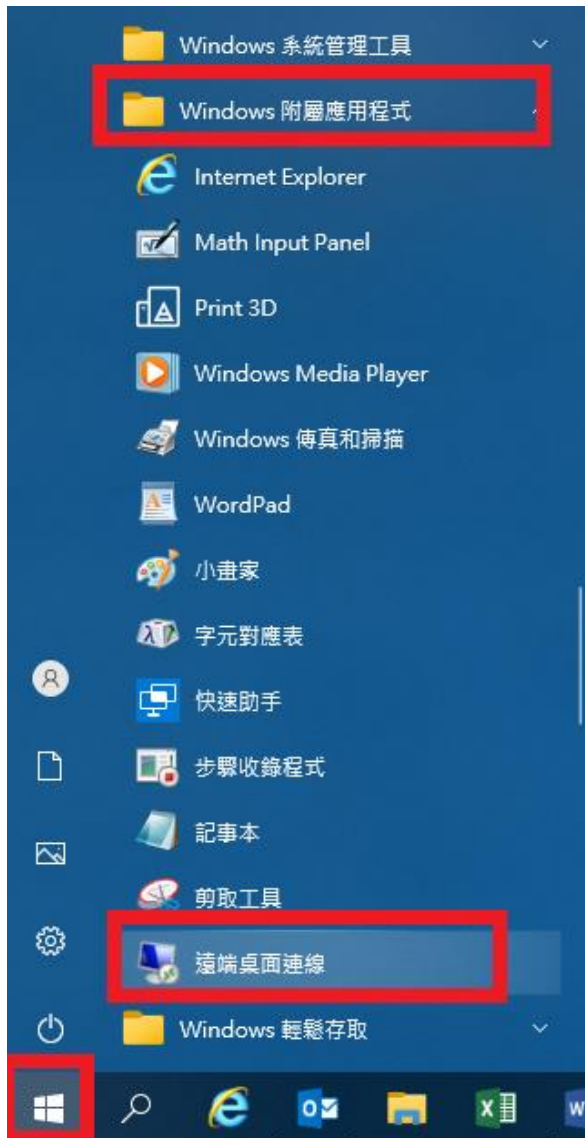 Windows 系統管理工具
Windows 附屬應用程式
Internet Explorer
Math Input Panel
Print 3D
Windows Media Player
Windows 傳真和掃描
WordPad
小畫家
字元對應表
快速助手
步驟收錄程式
記事本
剪取工具
遠端桌面連線
Windows 輕鬆存取